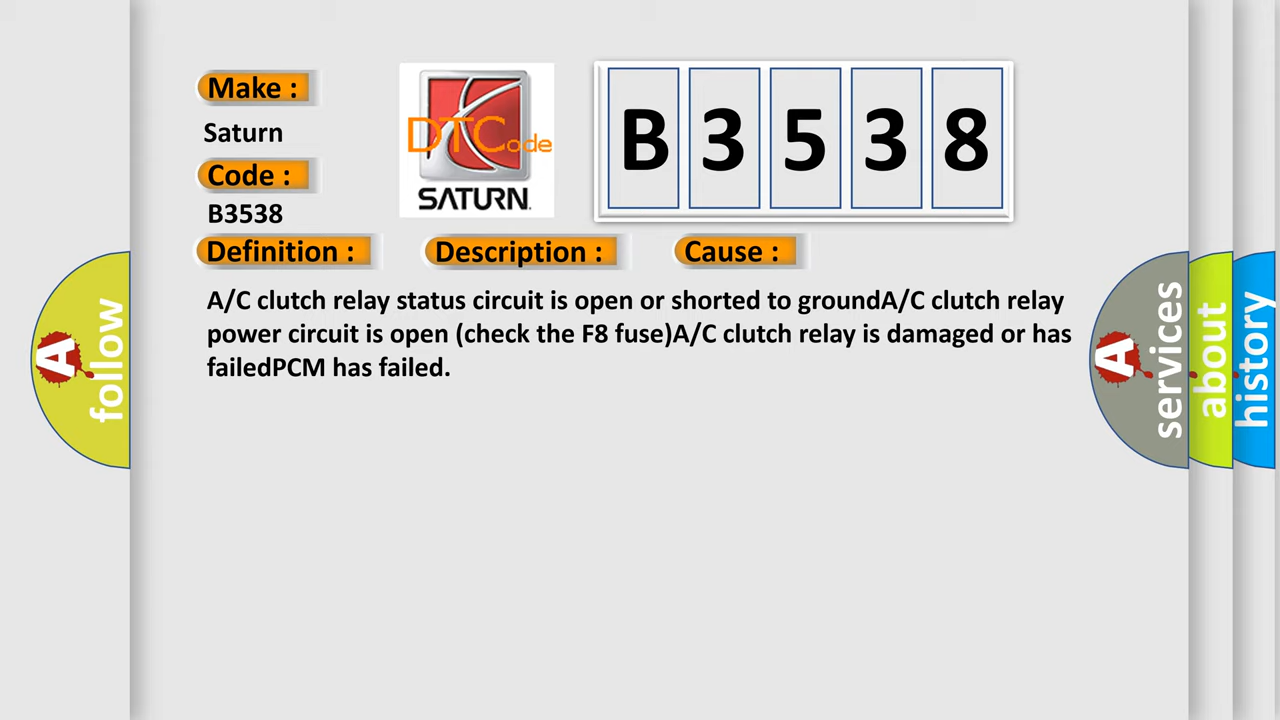 Make :
Saturn
Code :
B3538
DTCode
SATURN
B 3 5 3 8
Definition :
Description :
Cause :
A/C clutch relay status circuit is open or shorted to groundA/C clutch relay
power circuit is open (check the F8 fuseA/C clutch relay is damaged or has
failedPCM has failed.
A follow
A services
about
history